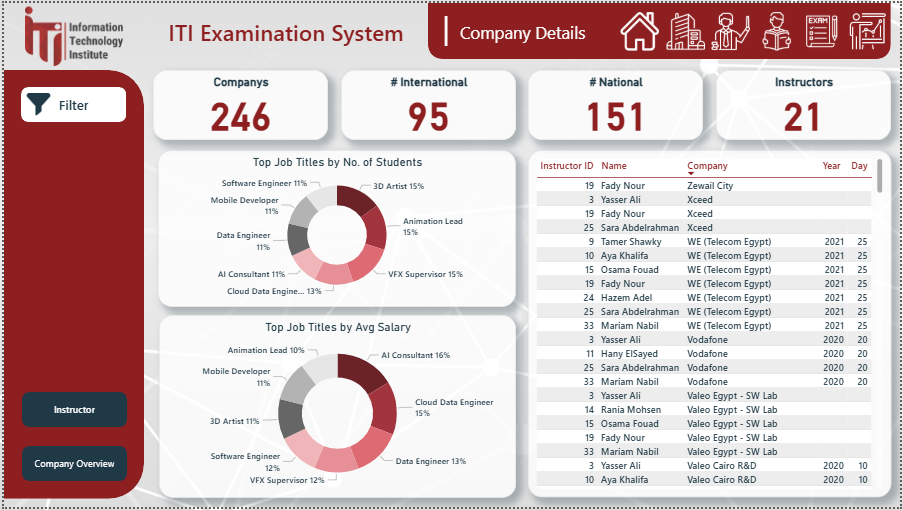 iTi
Information
Technology
Institute
ITI Examination System
Company Details
EXAM
Filter
Companys
246
# International
95
# National
151
Instructors
21
Top Job Titles by No. of Students
Software Engineer 11%
3D Artist 15%
Mobile Developer
11%
Animation Lead
15%
Data Engineer
11%
AI Consultant 11%
VFX Supervisor 15%
Cloud Data Engine... 13%
Top Job Titles by Avg Salary
Animation Lead 10%
AI Consultant 16%
Mobile Developer
11%
Cloud Data Engineer
15%
3D Artist 11%
Software Engineer
12%
Data Engineer 13%
VFX Supervisor 12%
Instructor ID Name Company Year Day
19 Fady Nour Zewail City
3 Yasser Ali Xceed
19 Fady Nour Xceed
25 Sara Abdelrahman Xceed
9 Tamer Shawky WE (Telecom Egypt) 2021 25
10 Aya Khalifa WE (Telecom Egypt) 2021 25
15 Osama Fouad WE (Telecom Egypt) 2021 25
19 Fady Nour WE (Telecom Egypt) 2021 25
24 Hazem Adel WE (Telecom Egypt) 2021 25
25 Sara Abdelrahman WE (Telecom Egypt) 2021 25
33 Mariam Nabil WE (Telecom Egypt) 2021 25
3 Yasser Ali Vodafone 2020 20
11 Hany ElSayed Vodafone 2020 20
25 Sara Abdelrahman Vodafone 2020 20
33 Mariam Nabil Vodafone 2020 20
3 Yasser Ali Valeo Egypt - SW Lab
14 Rania Mohsen Valeo Egypt - SW Lab
15 Osama Fouad Valeo Egypt - SW Lab
19 Fady Nour Valeo Egypt - SW Lab
33 Mariam Nabil Valeo Egypt - SW Lab
3 Yasser Ali Valeo Cairo R&D 2020 10
10 Aya Khalifa Valeo Cairo R&D 2020 10
Instructor
Company Overview